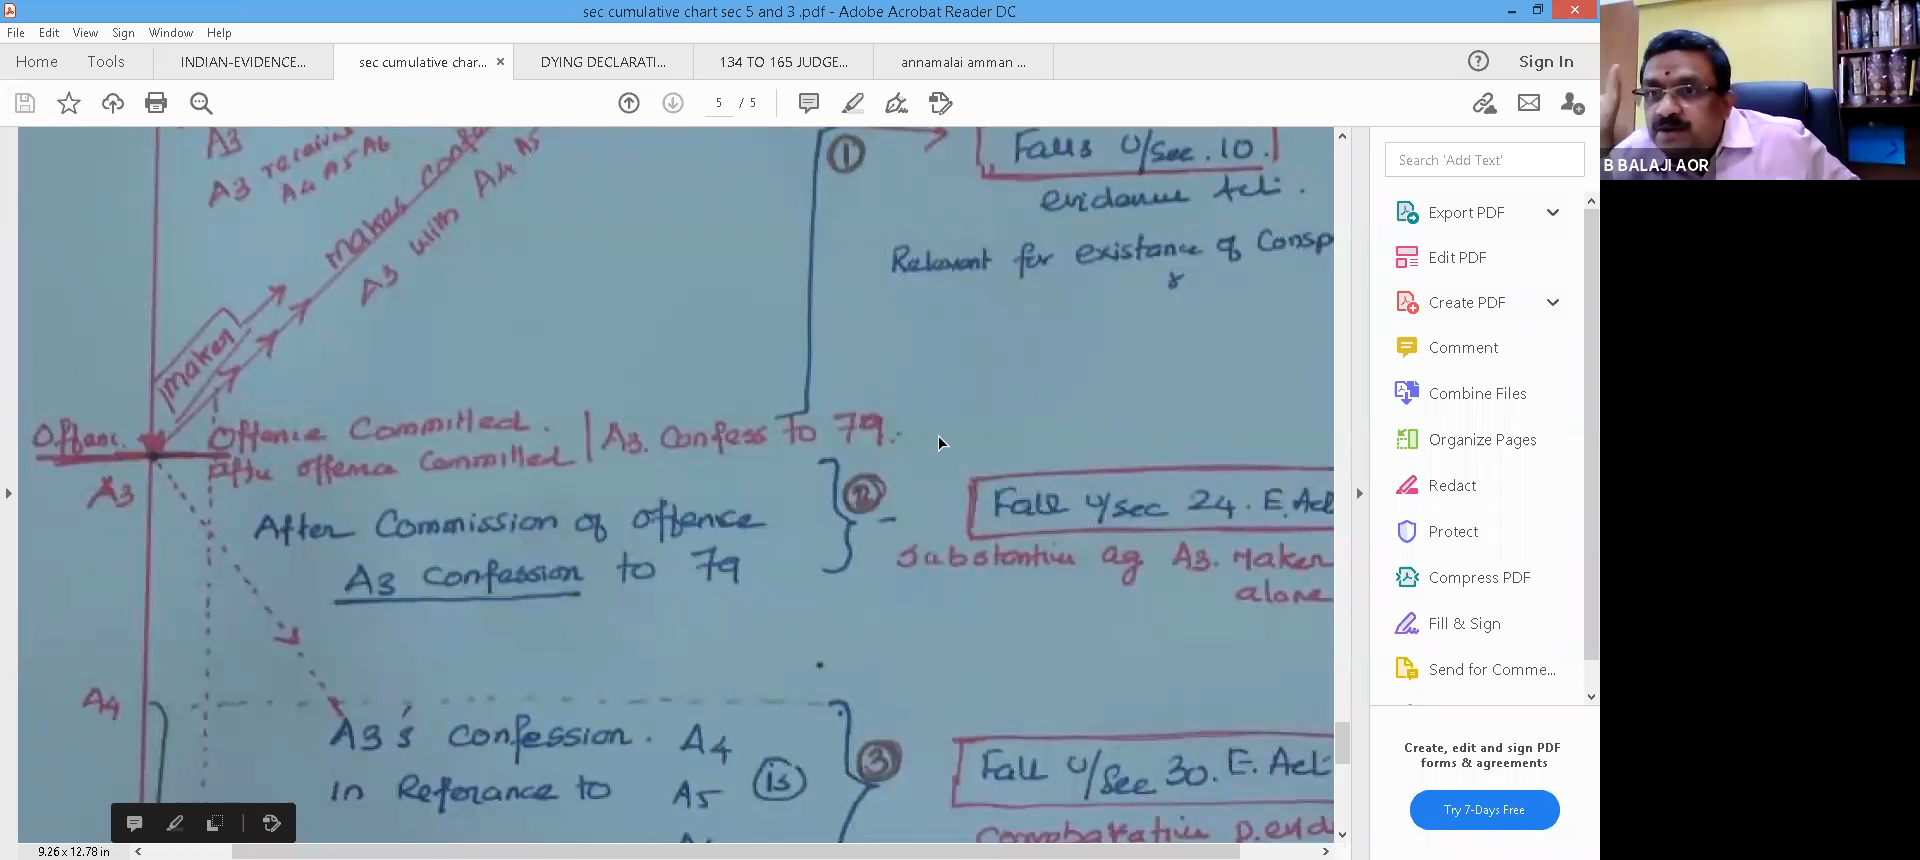 sec cumulative chart sec 5 and 3 .pdf - Adobe Acrobat Reader DC
File Edit View Sign Window Help
Home Tools INDIAN-EVIDENCE... sec cumulative char... × DYING DECLARATI... 134 TO 165 JUDGE... annamalai amman ... Sign In
5 / 5
B BALAJI AOR
Search 'Add Text'
Export PDF
Edit PDF
Create PDF
Comment
Combine Files
Organize Pages
Redact
Protect
Compress PDF
Fill & Sign
Send for Comme...
Create, edit and sign PDF
forms & agreements
Try 7-Days Free
A3
A3
A4 A5 A6
makes
A3 with A4 A5
maker
1
Falls U/Sec. 10.
evidance Act.
Relevant for existance of Consp
Offenc.
Offence Committed. | A3. Confess to 79.
offence Committed
A3
After Commission of offence
A3 Confession to 79
2
Fall U/sec 24. E. Act
Substantive ag A3. Maker
alone
A4
A3's Confession. A4
In Referance to A5 is
3
Fall U/Sec 30. E. Act
9.26 x 12.78 in